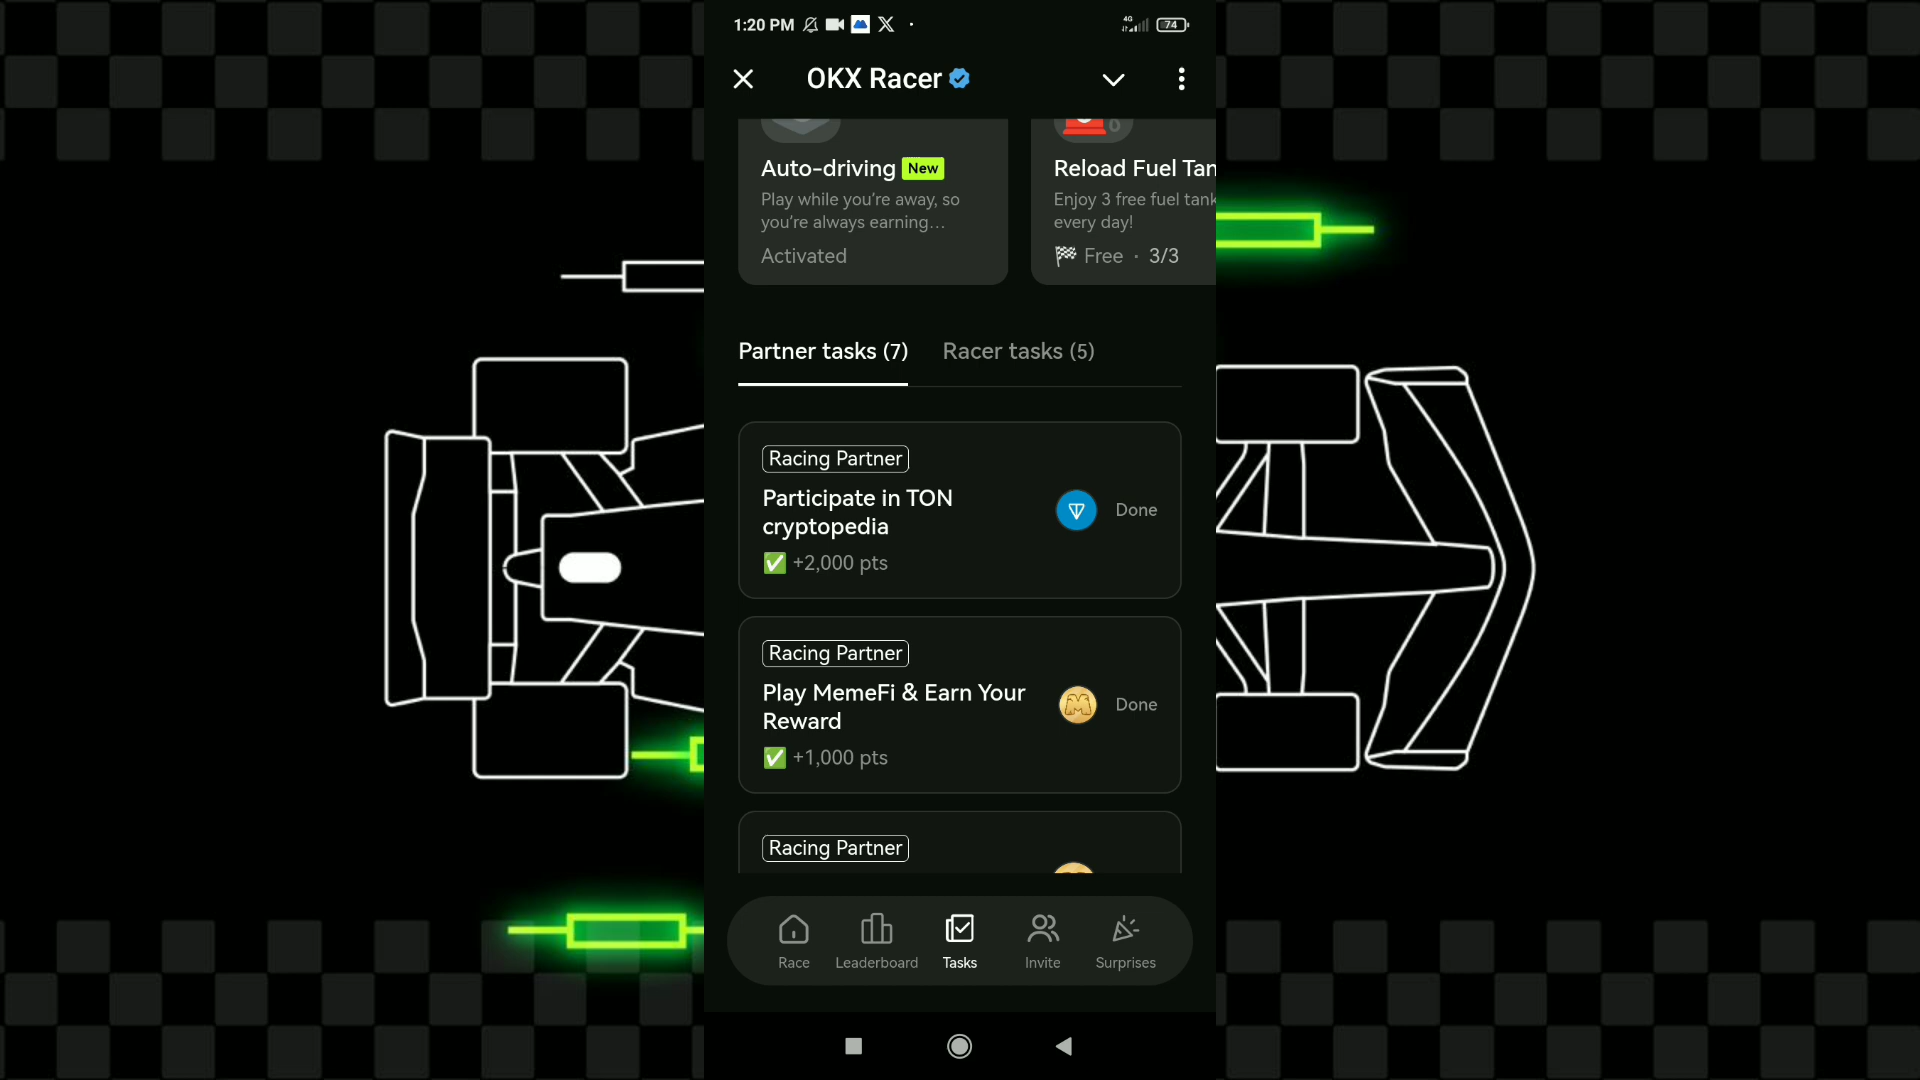 1:20 PM
4G
74
OKX Racer
Auto-driving New
Play while you're away, so
you're always earning...
Activated
Reload Fuel Tan
Enjoy 3 free fuel tank
every day!
Free · 3/3
Partner tasks (7)
Racer tasks (5)
Racing Partner
Participate in TON
cryptopedia
Done
+2,000 pts
Racing Partner
Play MemeFi & Earn Your
Reward
Done
+1,000 pts
Racing Partner
Race
Leaderboard
Tasks
Invite
Surprises